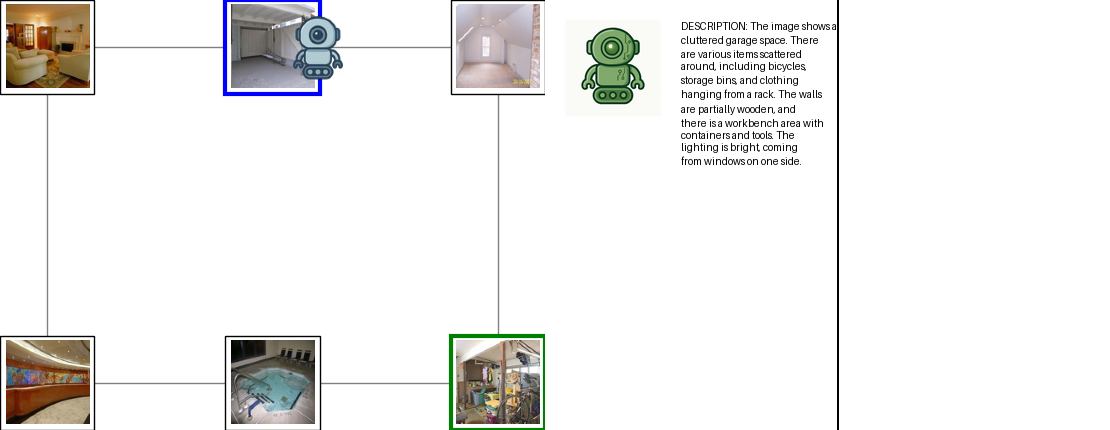 DESCRIPTION: The image shows a
cluttered garage space. There
are various items scattered
around, including bicycles,
storage bins, and clothing
hanging from a rack. The walls
are partially wooden, and
there is a workbench area with
containers and tools. The
lighting is bright, coming
from windows on one side.